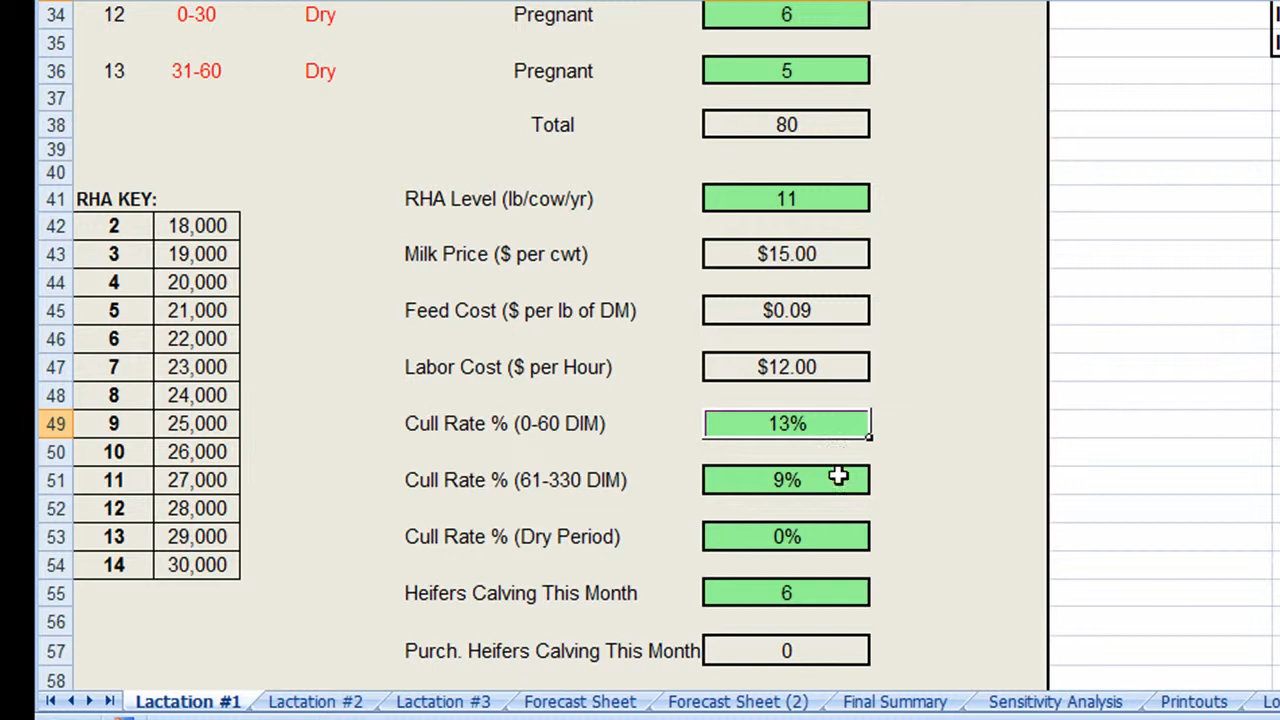 34 12 0-30 Dry Pregnant 6
35
36 13 31-60 Dry Pregnant 5
37
38 Total 80
39
40
41 RHA KEY: RHA Level (lb/cow/yr) 11
42 2 18,000
43 3 19,000 Milk Price ($ per cwt) $15.00
44 4 20,000
45 5 21,000 Feed Cost ($ per lb of DM) $0.09
46 6 22,000
47 7 23,000 Labor Cost ($ per Hour) $12.00
48 8 24,000
49 9 25,000 Cull Rate % (0-60 DIM) 13%
50 10 26,000
51 11 27,000 Cull Rate % (61-330 DIM) 9%
52 12 28,000
53 13 29,000 Cull Rate % (Dry Period) 0%
54 14 30,000
55 Heifers Calving This Month 6
56
57 Purch. Heifers Calving This Month 0
58
Lactation #1 Lactation #2 Lactation #3 Forecast Sheet Forecast Sheet (2) Final Summary Sensitivity Analysis Printouts